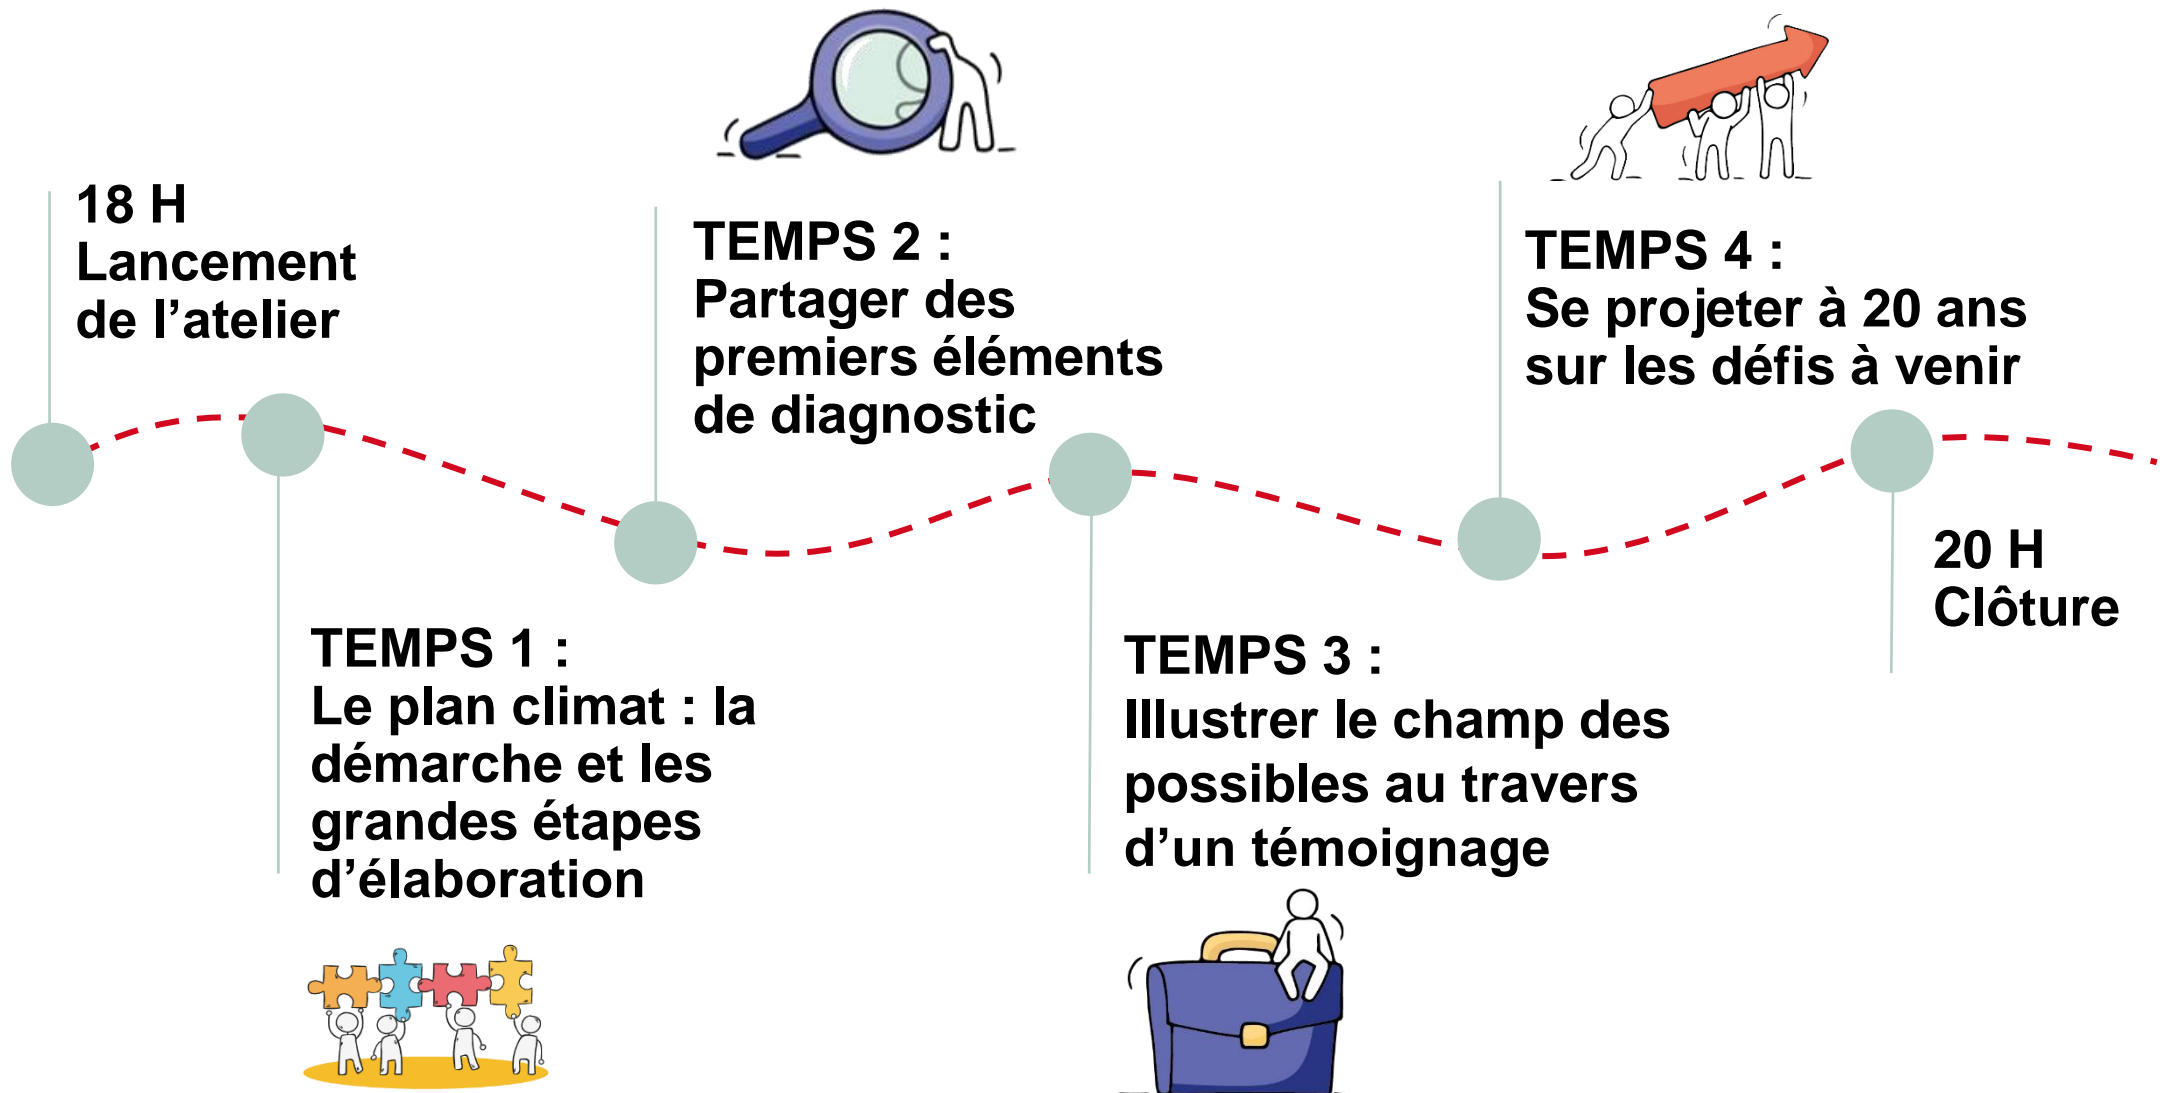 18 H
Lancement
de l’atelier
TEMPS 1 :
Le plan climat : la
démarche et les
grandes étapes
d’élaboration
TEMPS 2 :
Partager des
premiers éléments
de diagnostic
TEMPS 3 :
Illustrer le champ des
possibles au travers
d’un témoignage
TEMPS 4 :
Se projeter à 20 ans
sur les défis à venir
20 H
Clôture